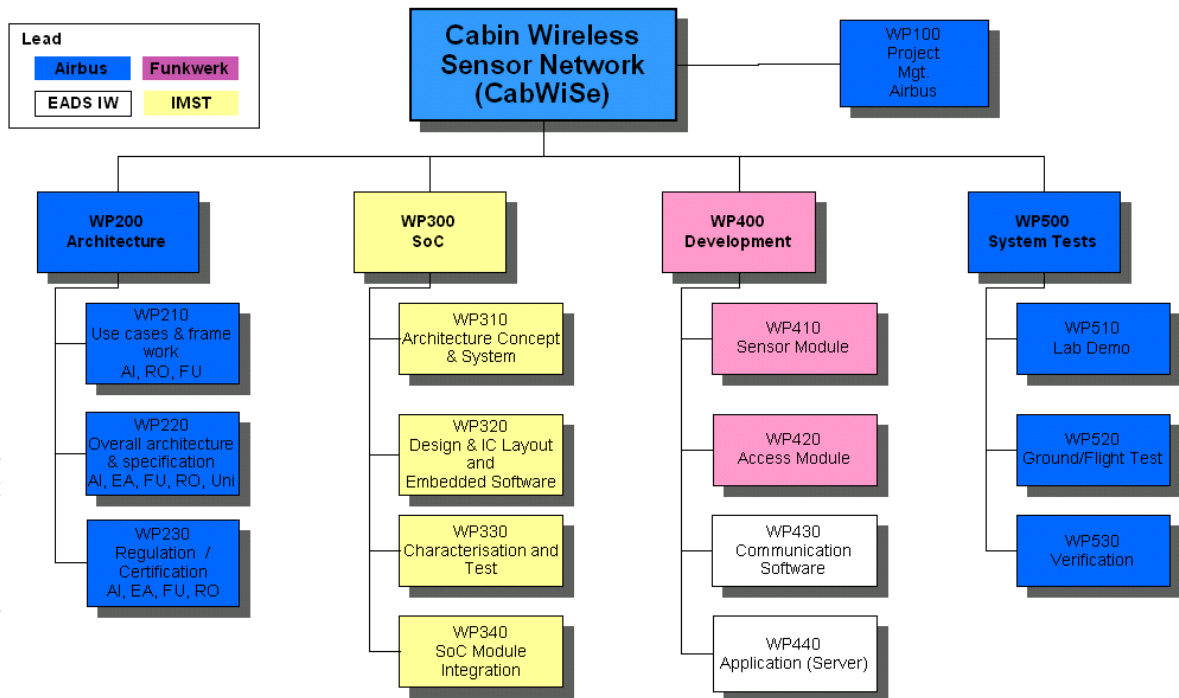 Lead
Airbus
Funkwerk
EADS IW
IMST
Cabin Wireless
Sensor Network
(CabWiSe)
WP100
Project
Mgt.
Airbus
WP200
Architecture
WP210
Use cases & frame
work
AI, RO, FU
WP220
Overall architecture
& specification
AI, EA, FU, RO, Uni
WP230
Regulation /
Certification
AI, EA, FU, RO
WP300
SoC
WP310
Architecture Concept
& System
WP320
Design & IC Layout
and
Embedded Software
WP330
Characterisation and
Test
WP340
SoC Module
Integration
WP400
Development
WP410
Sensor Module
WP420
Access Module
WP430
Communication
Software
WP440
Application (Server)
WP500
System Tests
WP510
Lab Demo
WP520
Ground/Flight Test
WP530
Verification